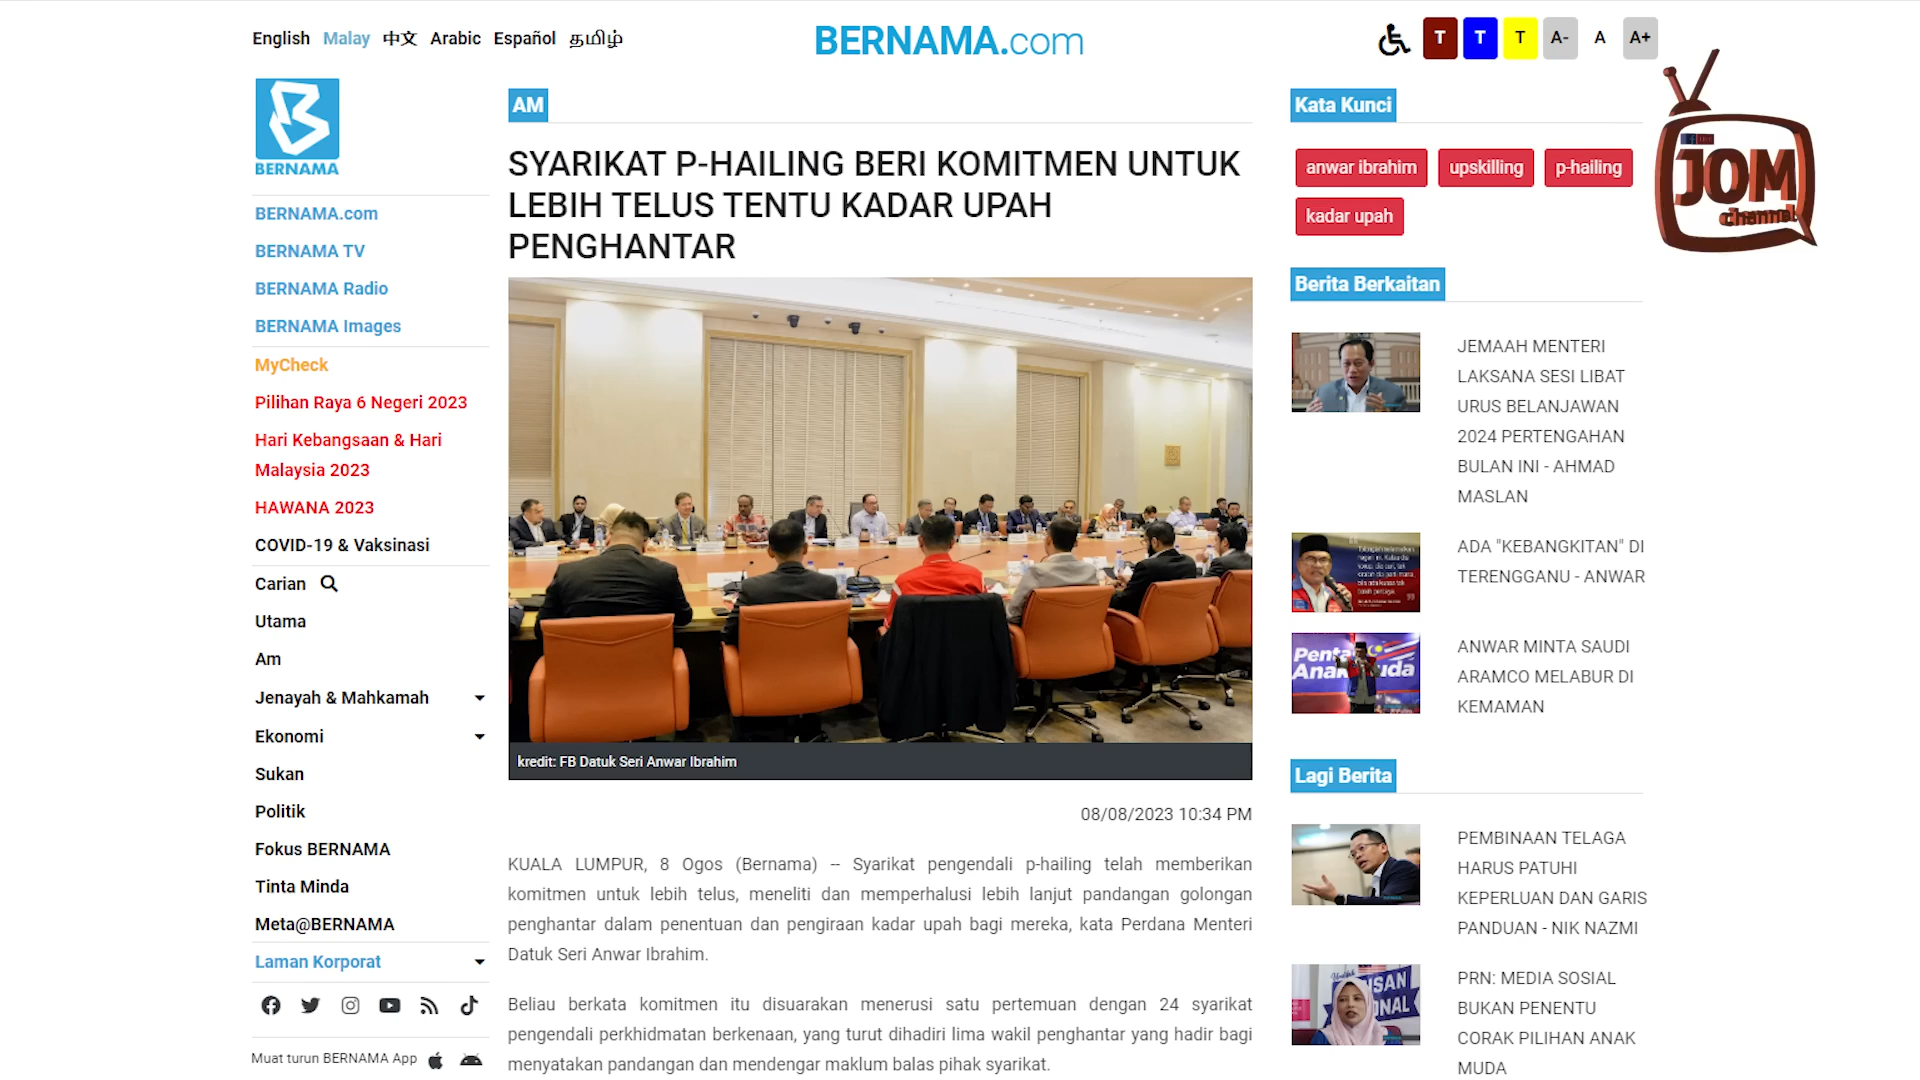 English Malay 中文 Arabic Español தமிழ்
BERNAMA.com
T T T A- A A+
BERNAMA
BERNAMA.com
BERNAMA TV
BERNAMA Radio
BERNAMA Images
MyCheck
Pilihan Raya 6 Negeri 2023
Hari Kebangsaan & Hari
Malaysia 2023
HAWANA 2023
COVID-19 & Vaksinasi
Carian
Utama
Am
Jenayah & Mahkamah
Ekonomi
Sukan
Politik
Fokus BERNAMA
Tinta Minda
Meta@BERNAMA
Laman Korporat
Muat turun BERNAMA App
AM
SYARIKAT P-HAILING BERI KOMITMEN UNTUK
LEBIH TELUS TENTU KADAR UPAH
PENGHANTAR
kredit: FB Datuk Seri Anwar Ibrahim
08/08/2023 10:34 PM
KUALA LUMPUR, 8 Ogos (Bernama) -- Syarikat pengendali p-hailing telah memberikan
komitmen untuk lebih telus, meneliti dan memperhalusi lebih lanjut pandangan golongan
penghantar dalam penentuan dan pengiraan kadar upah bagi mereka, kata Perdana Menteri
Datuk Seri Anwar Ibrahim.
Beliau berkata komitmen itu disuarakan menerusi satu pertemuan dengan 24 syarikat
pengendali perkhidmatan berkenaan, yang turut dihadiri lima wakil penghantar yang hadir bagi
menyatakan pandangan dan mendengar maklum balas pihak syarikat.
Kata Kunci
anwar ibrahim upskilling p-hailing
kadar upah
JOM
channel
Berita Berkaitan
JEMAAH MENTERI
LAKSANA SESI LIBAT
URUS BELANJAWAN
2024 PERTENGAHAN
BULAN INI - AHMAD
MASLAN
ADA "KEBANGKITAN" DI
TERENGGANU - ANWAR
ANWAR MINTA SAUDI
ARAMCO MELABUR DI
KEMAMAN
Lagi Berita
PEMBINAAN TELAGA
HARUS PATUHI
KEPERLUAN DAN GARIS
PANDUAN - NIK NAZMI
PRN: MEDIA SOSIAL
BUKAN PENENTU
CORAK PILIHAN ANAK
MUDA